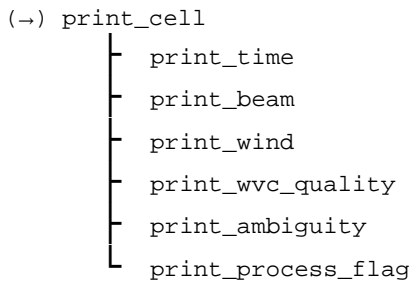 (→) print_cell
print_time
print_beam
print_wind
print_wvc_quality
print_ambiguity
print_process_flag